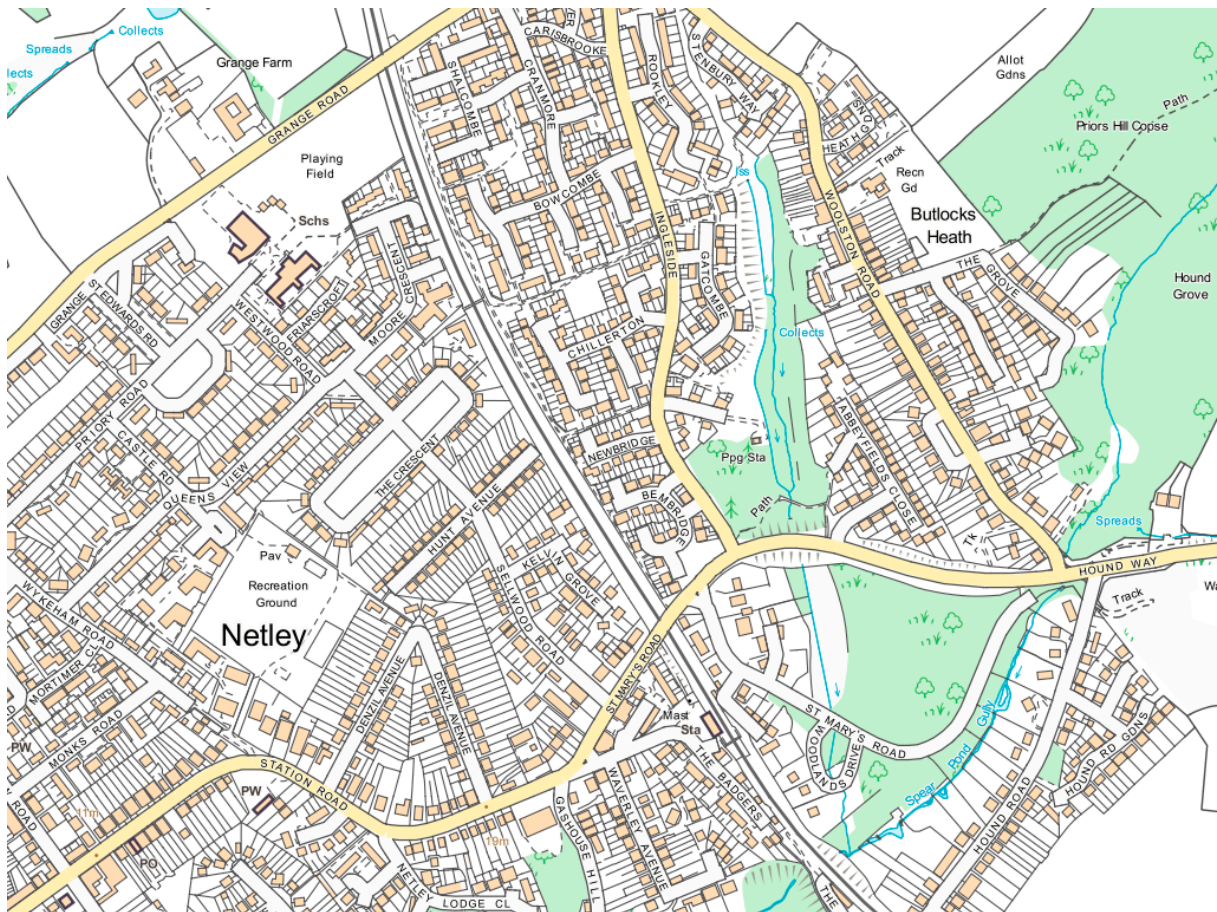 Collects
Spreads
Grange Farm
GRANGE ROAD
Playing
Field
Schs
SHALCOMBE
CRANMORE
CARISBROOKE
ROOKLEY
STENBURY WAY
BOWCOMBE
INGLESIDE
GATCOMBE
CHILLERTON
Iss
Collects
HEATH GDNS
Track
Recn
Gd
Allot
Gdns
Path
Priors Hill Copse
WOOLSTON ROAD
Butlocks
Heath
THE GROVE
Hound
Grove
GRANGE
ST EDWARDS RD
WESTWOOD ROAD
FRIARSCROFT
MOORE
CRESCENT
PRIORY ROAD
CASTLE RD
QUEENS VIEW
THE CRESCENT
HUNT AVENUE
NEWBRIDGE
BEMBRIDGE
Ppg Sta
Path
ABBEYFIELDS CLOSE
Tk
Spreads
HOUND WAY
Track
Pav
Recreation
Ground
Netley
KELVIN GROVE
SELLWOOD ROAD
WYKEHAM ROAD
MORTIMER CL
MONKS ROAD
DENZIL AVENUE
DENZIL AVENUE
ST MARY'S ROAD
Mast
Sta
THE BADGERS
ST MARY'S ROAD
WOODLANDS DRIVE
Spear Pond Gully
HOUND ROAD
HOUND RD GDNS
PW
STATION ROAD
PW
11m
PO
ROAD
19m
GASHOUSE HILL
WAVERLEY AVENUE
NETLEY
LODGE CL
THE